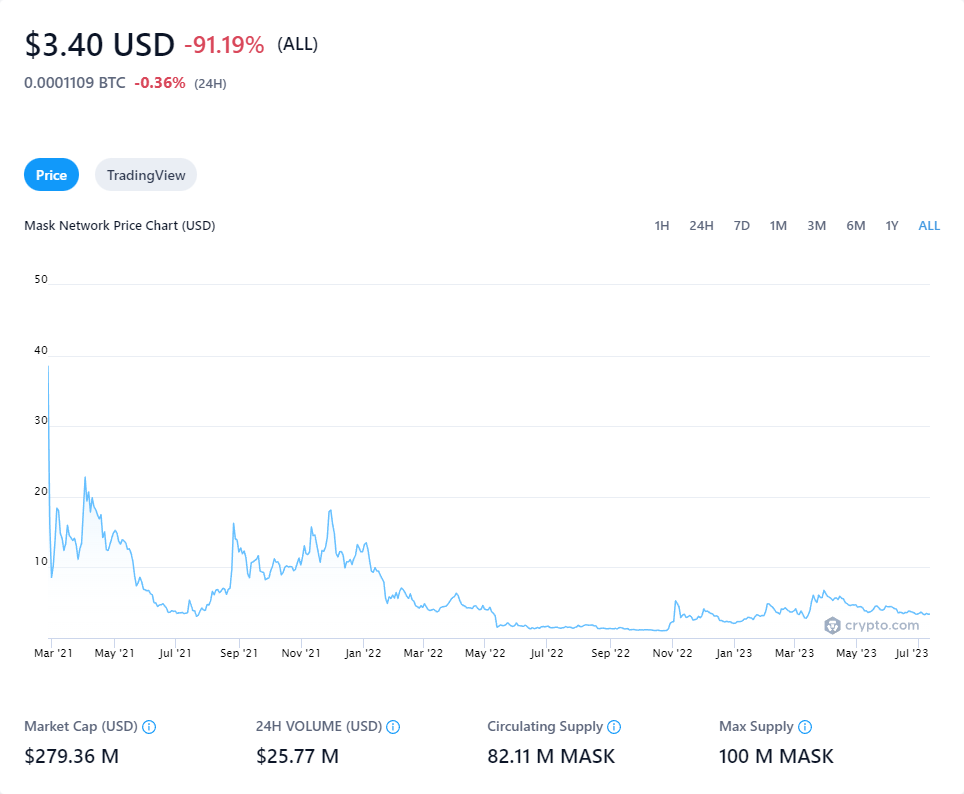 $3.40 USD -91.19% (ALL)
0.0001109 BTC -0.36% (24H)
Price TradingView
Mask Network Price Chart (USD) 1H 24H 7D 1M 3M 6M 1Y ALL
50
40
30
20
10
crypto.com
Mar '21 May '21 Jul '21 Sep '21 Nov '21 Jan '22 Mar '22 May '22 Jul '22 Sep '22 Nov '22 Jan '23 Mar '23 May '23 Jul '23
Market Cap (USD) 24H VOLUME (USD) Circulating Supply Max Supply
$279.36 M $25.77 M 82.11 M MASK 100 M MASK